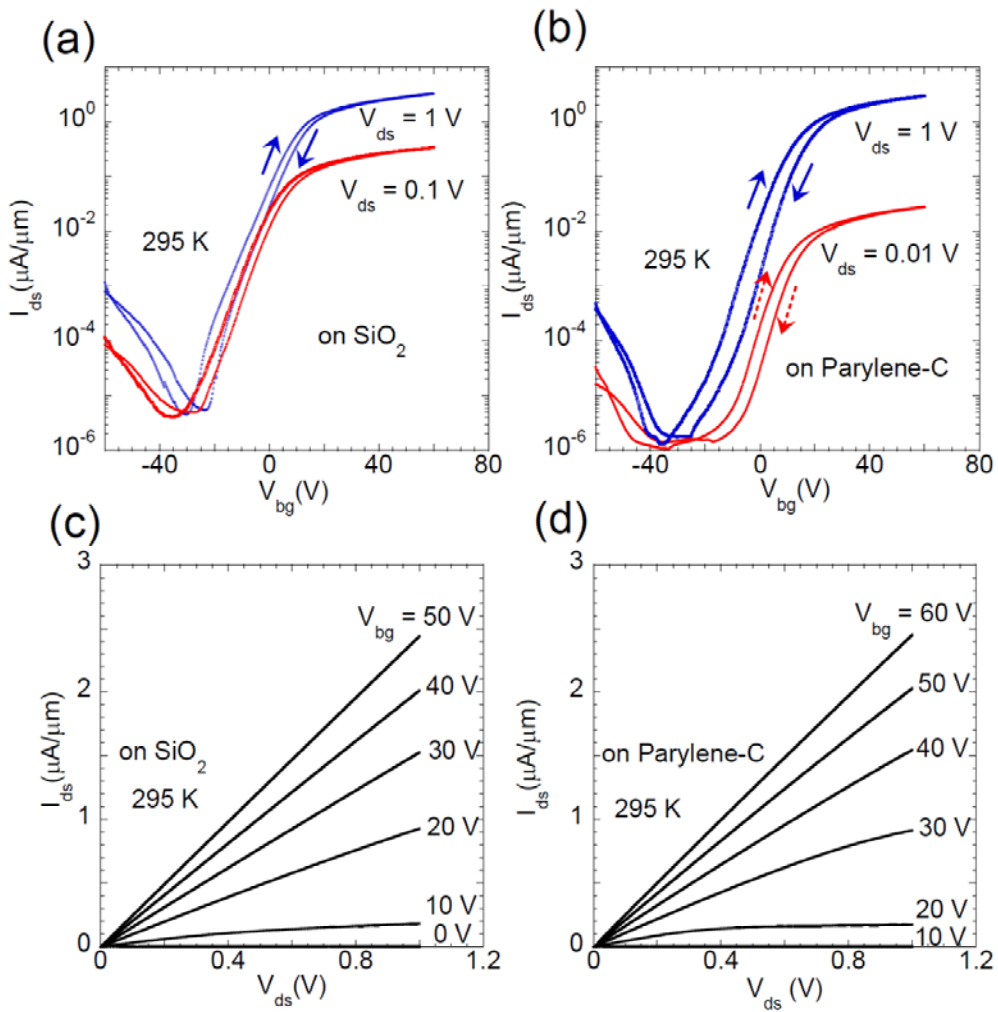 (a)
I_ds(μA/μm)
10^0
10^-2
10^-4
10^-6
V_ds = 1 V
V_ds = 0.1 V
295 K
on SiO_2
-40
0
40
80
V_bg(V)
(b)
I_ds(μA/μm)
10^0
10^-2
10^-4
10^-6
V_ds = 1 V
295 K
V_ds = 0.01 V
on Parylene-C
-40
0
40
80
V_bg(V)
(c)
I_ds(μA/μm)
3
2
1
0
V_bg = 50 V
40 V
on SiO_2
30 V
295 K
20 V
10 V
0 V
0
0.4
0.8
1.2
V_ds(V)
(d)
I_ds(μA/μm)
3
2
1
0
V_bg = 60 V
50 V
on Parylene-C
40 V
295 K
30 V
20 V
10 V
0
0.4
0.8
1.2
V_ds (V)